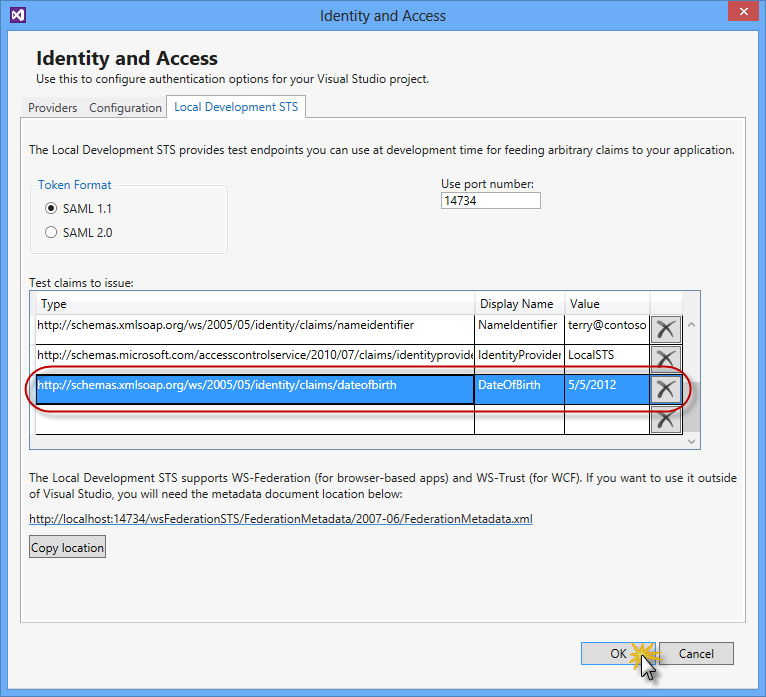 Identity and Access
Identity and Access
Use this to configure authentication options for your Visual Studio project.
Providers Configuration Local Development STS
The Local Development STS provides test endpoints you can use at development time for feeding arbitrary claims to your application.
Token Format
SAML 1.1
SAML 2.0
Use port number:
14734
Test claims to issue:
Type Display Name Value
http://schemas.xmlsoap.org/ws/2005/05/identity/claims/nameidentifier NameIdentifier terry@contoso
http://schemas.microsoft.com/accesscontrolservice/2010/07/claims/identityprovide IdentityProvider LocalSTS
http://schemas.xmlsoap.org/ws/2005/05/identity/claims/dateofbirth DateOfBirth 5/5/2012
The Local Development STS supports WS-Federation (for browser-based apps) and WS-Trust (for WCF). If you want to use it outside
of Visual Studio, you will need the metadata document location below:
http://localhost:14734/wsFederationSTS/FederationMetadata/2007-06/FederationMetadata.xml
Copy location
OK Cancel